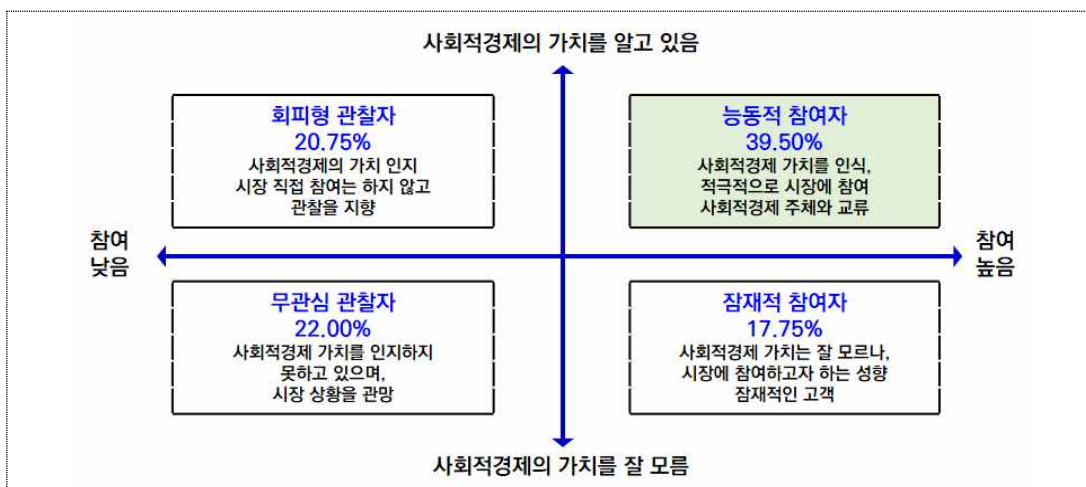 사회적경제의 가치를 알고 있음
회피형 관찰자
20.75%
사회적경제의 가치 인지
시장 직접 참여는 하지 않고
관찰을 지향
능동적 참여자
39.50%
사회적경제 가치를 인식,
적극적으로 시장에 참여
사회적경제 주체와 교류
참여
낮음
참여
높음
무관심 관찰자
22.00%
사회적경제 가치를 인지하지
못하고 있으며,
시장 상황을 관망
잠재적 참여자
17.75%
사회적경제 가치는 잘 모르나,
시장에 참여하고자 하는 성향
잠재적인 고객
사회적경제의 가치를 잘 모름